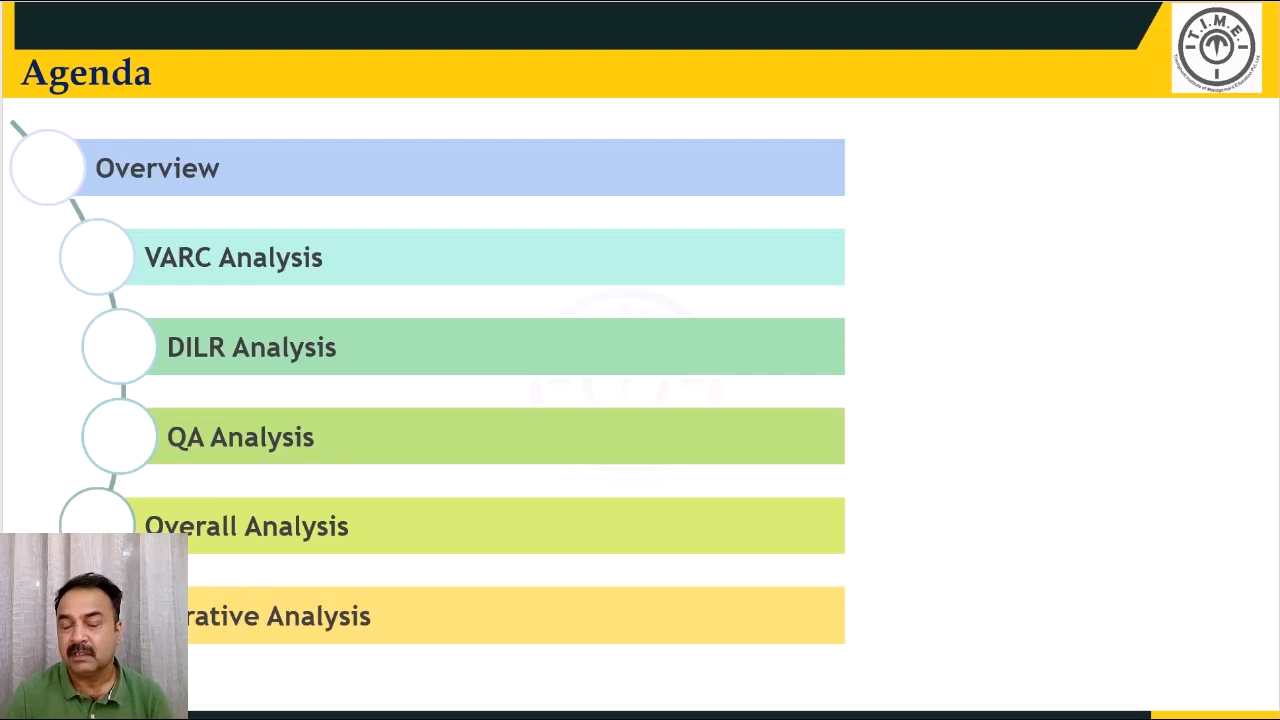 T.I.M.E.
Agenda
Overview
VARC Analysis
DILR Analysis
QA Analysis
Overall Analysis
rative Analysis